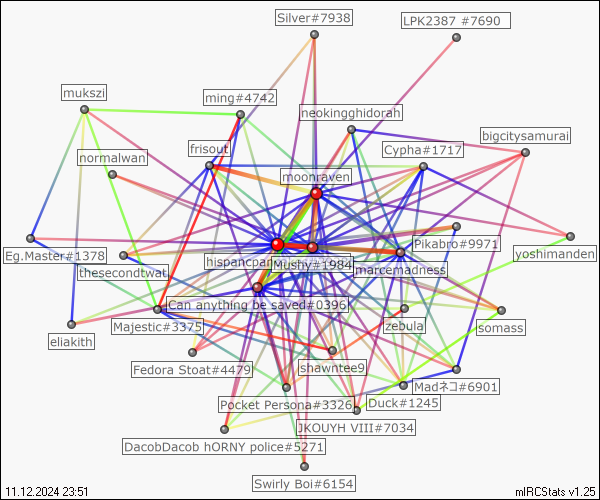 Silver#7938
LPK2387 #7690
mukszi
ming#4742
neokingghidorah
bigcitysamurai
normalwan
frisout
Cypha#1717
moonraven
Eg.Master#1378
thesecondtwat
hispancpan
Mushy#1984
marcemadness
Pikabro#9971
yoshimanden
Can anything be saved#0396
eliakith
Majestic#3375
zebula
somass
Fedora Stoat#4479
shawntee9
Pocket Persona#3326
Duck#1245
Madネコ#6901
JKOUYH VIII#7034
DacobDacob hORNY police#5271
Swirly Boi#6154
11.12.2024 23:51
mIRCStats v1.25